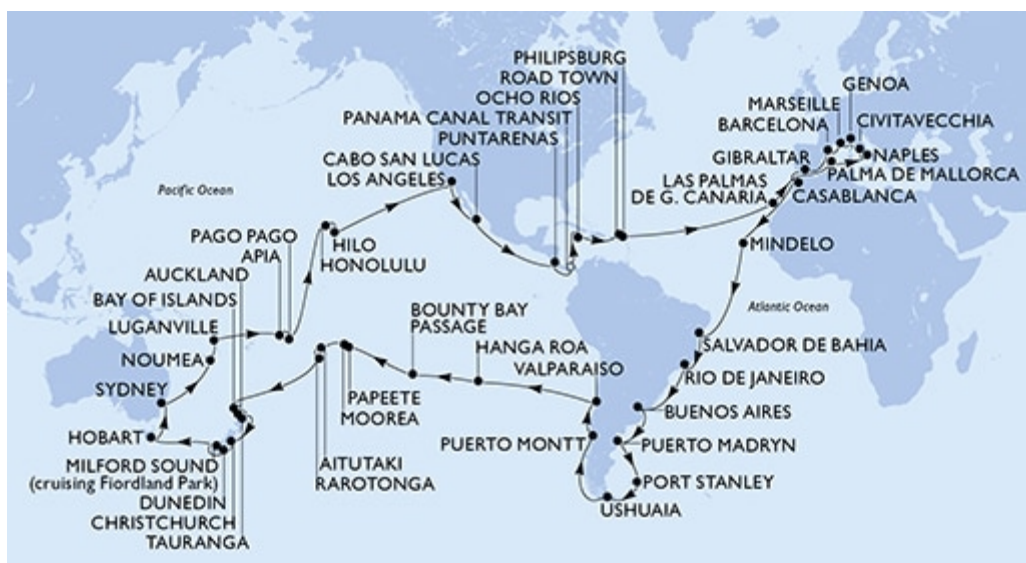 PHILIPSBURG
ROAD TOWN
OCHO RIOS
PANAMA CANAL TRANSIT
PUNTARENAS
CABO SAN LUCAS
LOS ANGELES
GENOA
MARSEILLE
BARCELONA
CIVITAVECCHIA
GIBRALTAR
NAPLES
PALMA DE MALLORCA
LAS PALMAS
DE G. CANARIA
CASABLANCA
Pacific Ocean
PAGO PAGO
APIA
HILO
HONOLULU
MINDELO
AUCKLAND
BAY OF ISLANDS
LUGANVILLE
NOUMEA
SYDNEY
HOBART
BOUNTY BAY
PASSAGE
HANGA ROA
VALPARAISO
Atlantic Ocean
SALVADOR DE BAHIA
RIO DE JANEIRO
BUENOS AIRES
PAPEETE
MOOREA
PUERTO MONTT
PUERTO MADRYN
MILFORD SOUND
(cruising Fiordland Park)
DUNEDIN
CHRISTCHURCH
TAURANGA
AITUTAKI
RAROTONGA
PORT STANLEY
USHUAIA